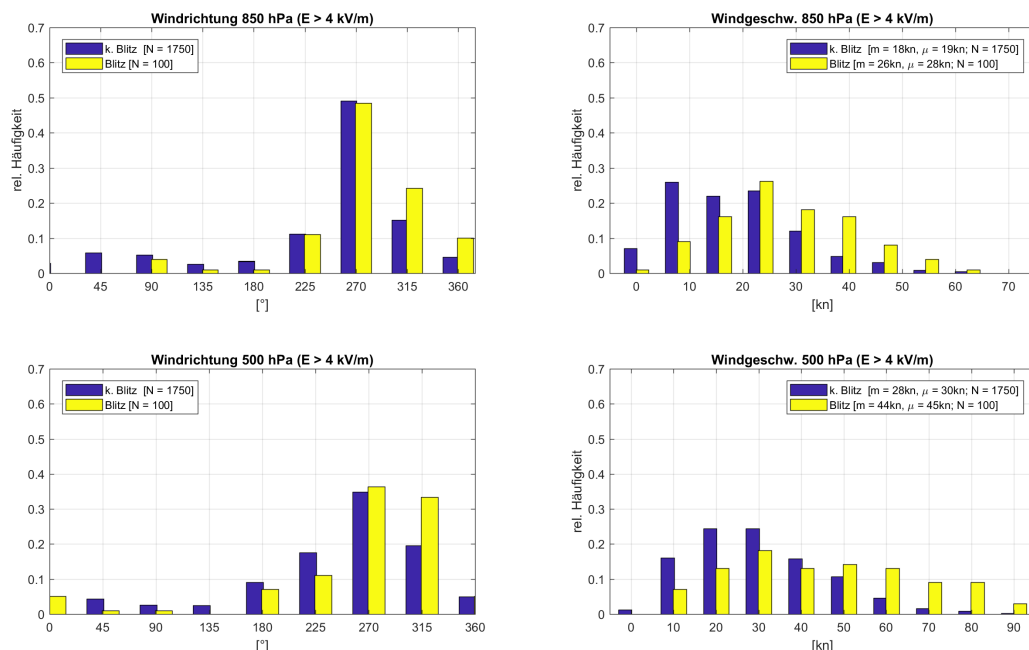 Windrichtung 850 hPa (E > 4 kV/m)
k. Blitz [N = 1750]
Blitz [N = 100]
rel. Häufigkeit
0.7
0.6
0.5
0.4
0.3
0.2
0.1
0
0 45 90 135 180 225 270 315 360
[°]
Windgeschw. 850 hPa (E > 4 kV/m)
k. Blitz [m = 18kn, μ = 19kn; N = 1750]
Blitz [m = 26kn, μ = 28kn; N = 100]
rel. Häufigkeit
0.7
0.6
0.5
0.4
0.3
0.2
0.1
0
0 10 20 30 40 50 60 70
[kn]
Windrichtung 500 hPa (E > 4 kV/m)
k. Blitz [N = 1750]
Blitz [N = 100]
rel. Häufigkeit
0.7
0.6
0.5
0.4
0.3
0.2
0.1
0
0 45 90 135 180 225 270 315 360
[°]
Windgeschw. 500 hPa (E > 4 kV/m)
k. Blitz [m = 28kn, μ = 30kn; N = 1750]
Blitz [m = 44kn, μ = 45kn; N = 100]
rel. Häufigkeit
0.7
0.6
0.5
0.4
0.3
0.2
0.1
0
0 10 20 30 40 50 60 70 80 90
[kn]